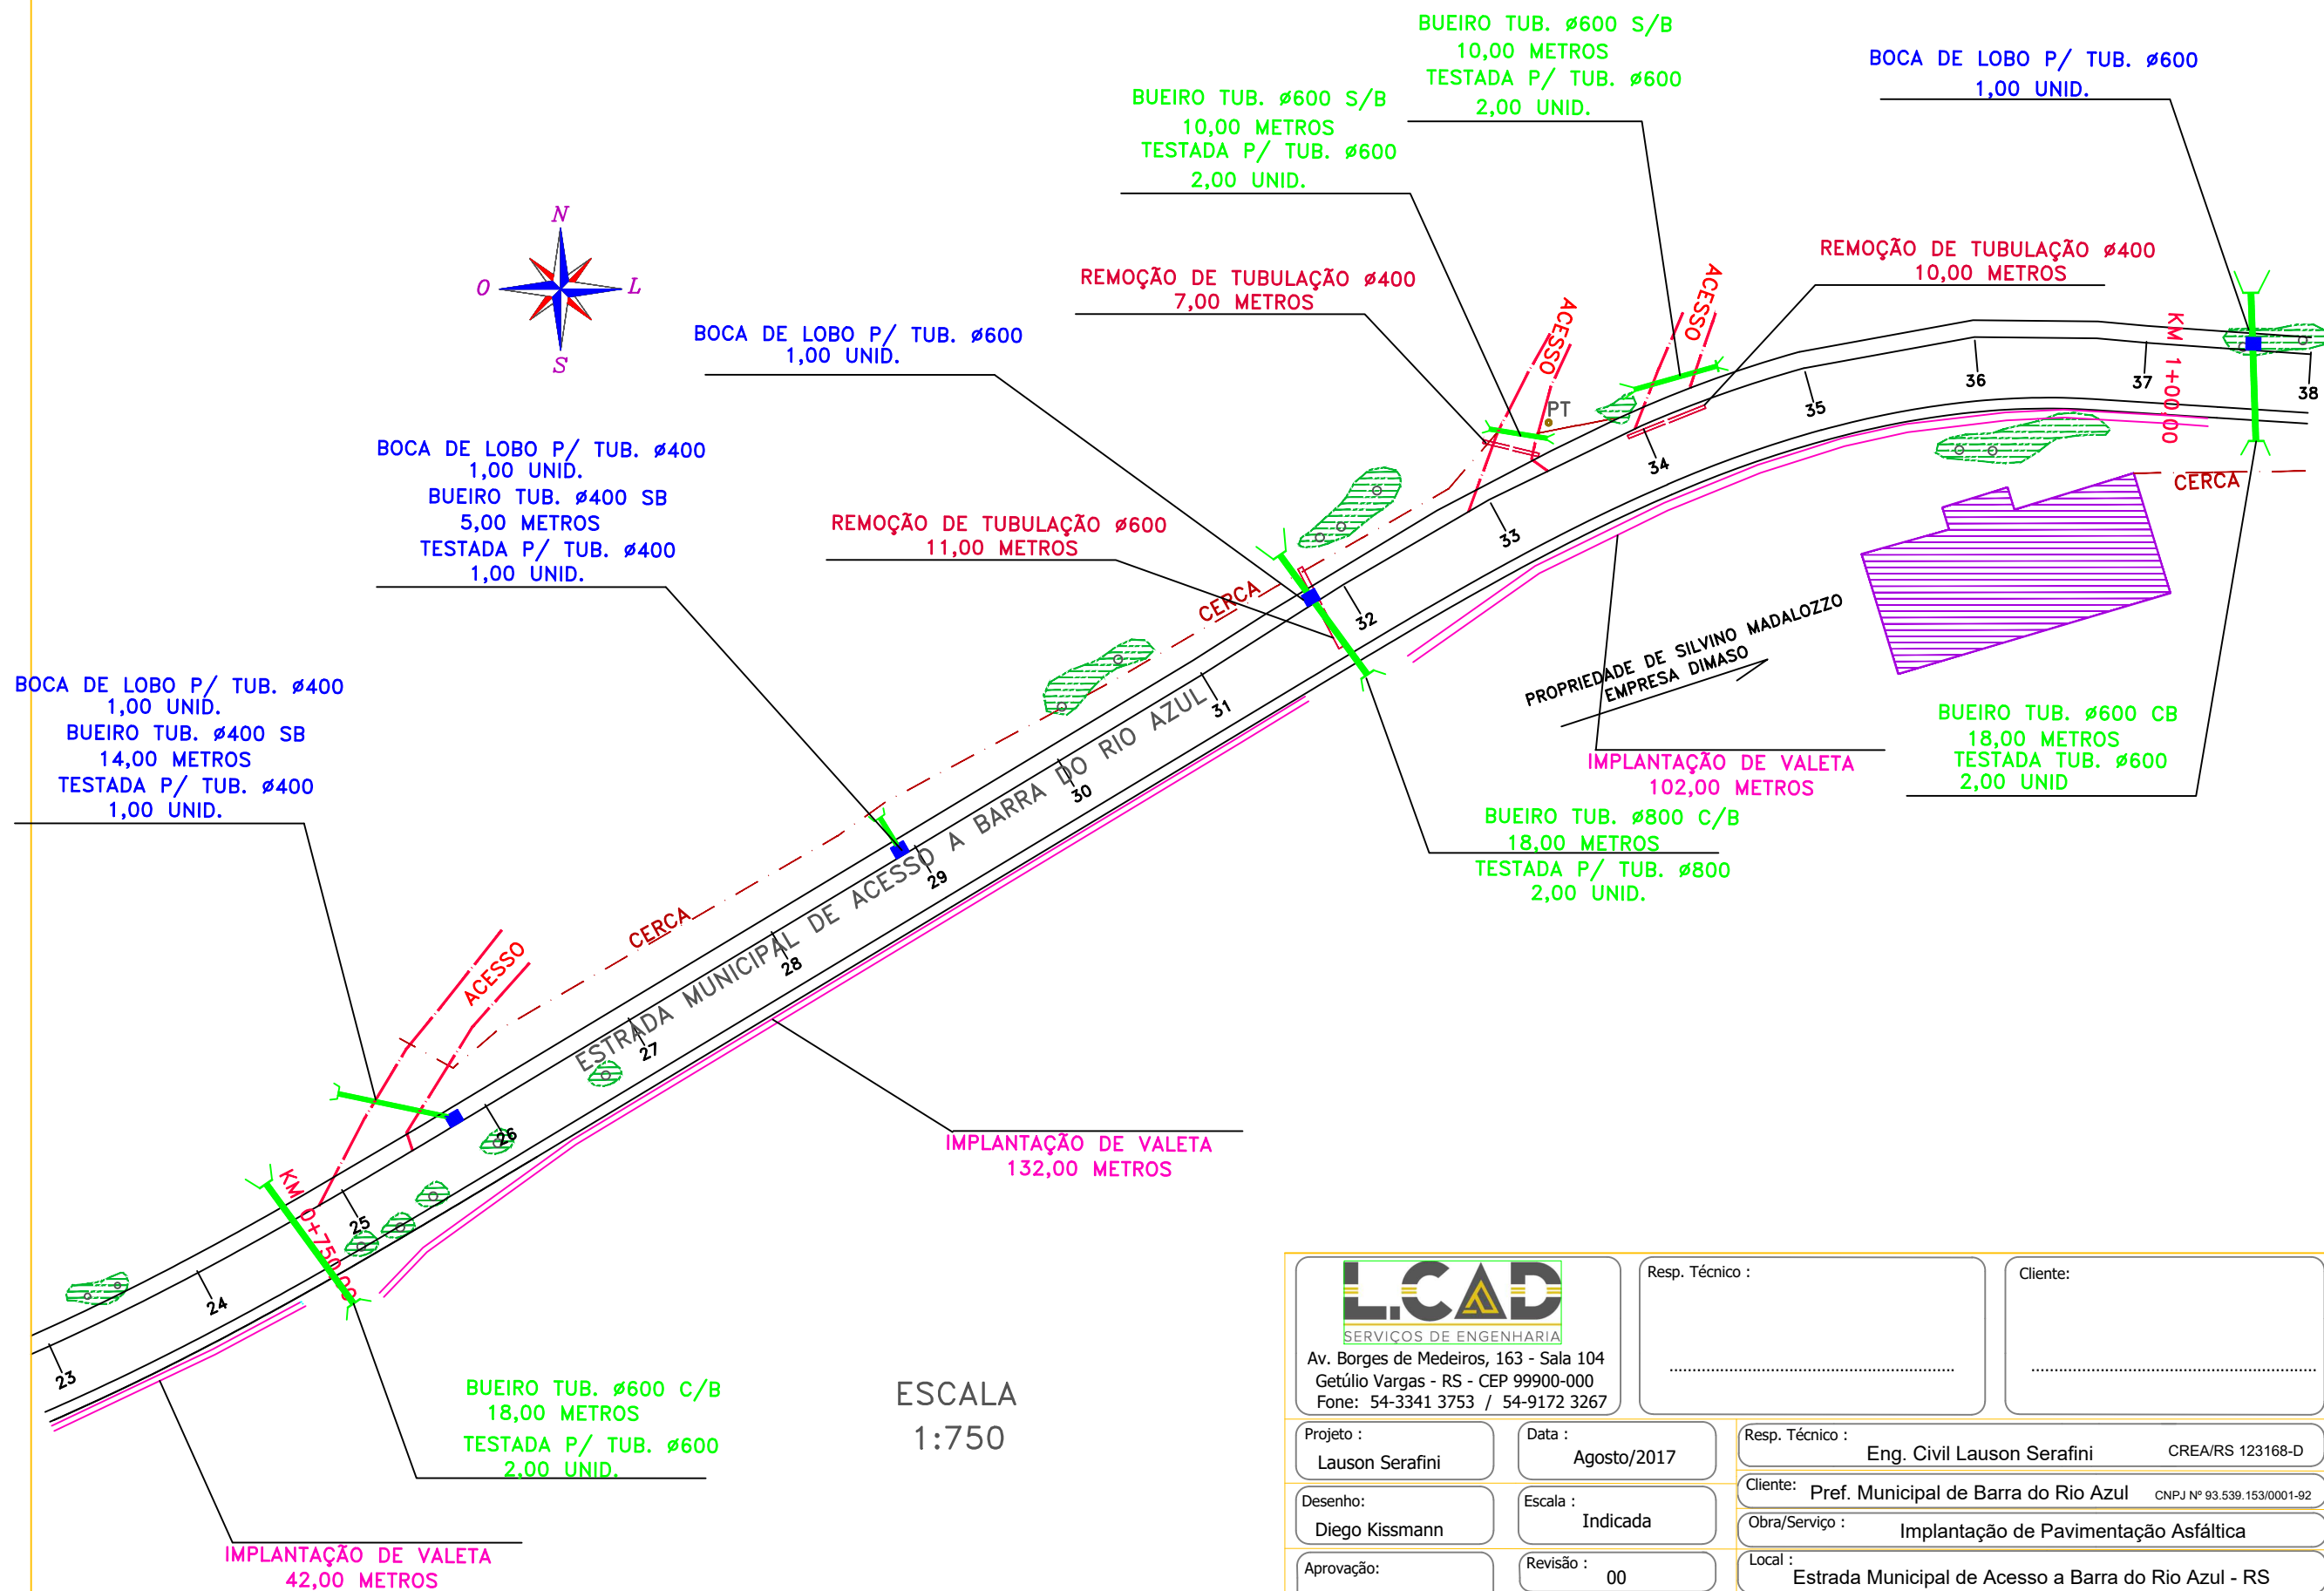 BUEIRO TUB. ø600 S/B
10,00 METROS
TESTADA P/ TUB. ø600
2,00 UNID.
BOCA DE LOBO P/ TUB. ø600
1,00 UNID.
BUEIRO TUB. ø600 S/B
10,00 METROS
TESTADA P/ TUB. ø600
2,00 UNID.
N
O
L
S
REMOÇÃO DE TUBULAÇÃO ø400
10,00 METROS
REMOÇÃO DE TUBULAÇÃO ø400
7,00 METROS
ACESSO
ACESSO
BOCA DE LOBO P/ TUB. ø600
1,00 UNID.
KM 1+000,00
PT
36
37
38
35
34
33
32
31
30
29
28
27
26
25
24
23
BOCA DE LOBO P/ TUB. ø400
1,00 UNID.
BUEIRO TUB. ø400 SB
5,00 METROS
TESTADA P/ TUB. ø400
1,00 UNID.
CERCA
REMOÇÃO DE TUBULAÇÃO ø600
11,00 METROS
CERCA
PROPRIEDADE DE SILVINO MADALOZZO
EMPRESA DIMASO
BOCA DE LOBO P/ TUB. ø400
1,00 UNID.
BUEIRO TUB. ø400 SB
14,00 METROS
TESTADA P/ TUB. ø400
1,00 UNID.
ESTRADA MUNICIPAL DE ACESSO A BARRA DO RIO AZUL
BUEIRO TUB. ø600 CB
18,00 METROS
TESTADA TUB. ø600
2,00 UNID
IMPLANTAÇÃO DE VALETA
102,00 METROS
BUEIRO TUB. ø800 C/B
18,00 METROS
TESTADA P/ TUB. ø800
2,00 UNID.
CERCA
ACESSO
IMPLANTAÇÃO DE VALETA
132,00 METROS
KM 0+750,00
BUEIRO TUB. ø600 C/B
18,00 METROS
TESTADA P/ TUB. ø600
2,00 UNID.
ESCALA
1:750
IMPLANTAÇÃO DE VALETA
42,00 METROS
L.CAD
SERVIÇOS DE ENGENHARIA
Av. Borges de Medeiros, 163 - Sala 104
Getúlio Vargas - RS - CEP 99900-000
Fone: 54-3341 3753 / 54-9172 3267
Resp. Técnico :
Cliente:
Projeto :
Lauson Serafini
Data :
Agosto/2017
Resp. Técnico :
Eng. Civil Lauson Serafini CREA/RS 123168-D
Desenho:
Diego Kissmann
Escala :
Indicada
Cliente: Pref. Municipal de Barra do Rio Azul CNPJ Nº 93.539.153/0001-92
Obra/Serviço : Implantação de Pavimentação Asfáltica
Aprovação:
Revisão :
00
Local :
Estrada Municipal de Acesso a Barra do Rio Azul - RS